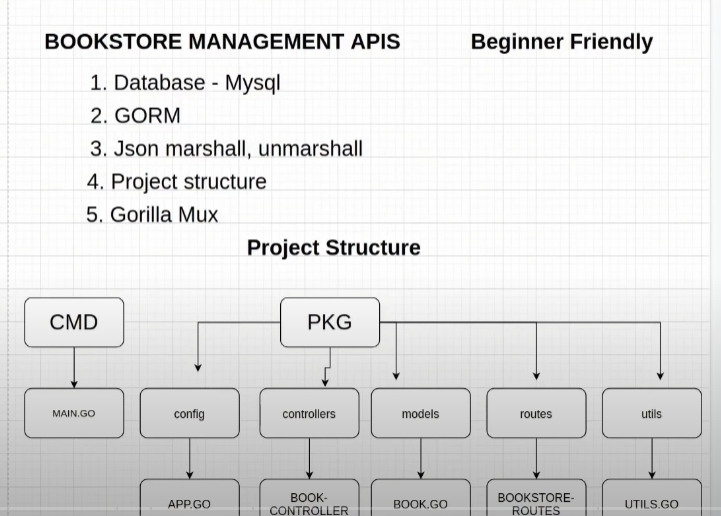 BOOKSTORE MANAGEMENT APIS Beginner Friendly
1. Database - Mysql
2. GORM
3. Json marshall, unmarshall
4. Project structure
5. Gorilla Mux
Project Structure
CMD PKG
MAIN.GO config controllers models routes utils
APP.GO BOOK-CONTROLLER BOOK.GO BOOKSTORE-ROUTES UTILS.GO